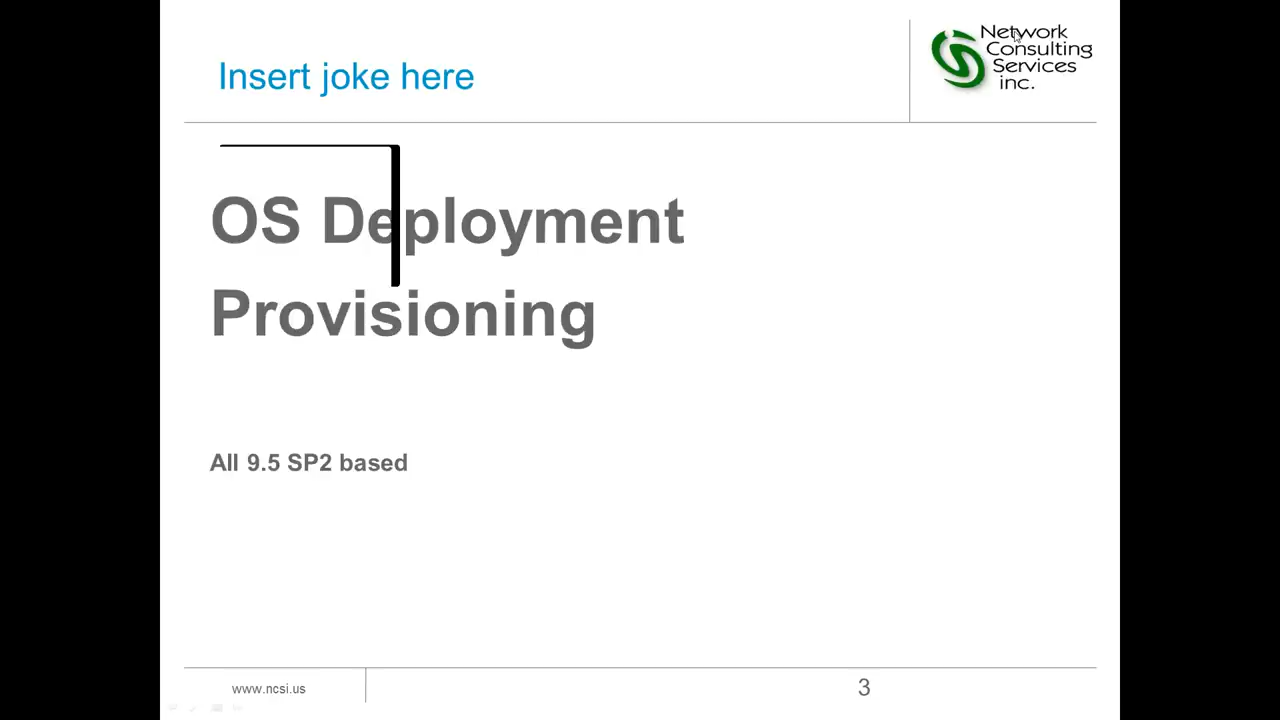 Insert joke here
Network
Consulting
Services
inc.
OS Deployment
Provisioning
All 9.5 SP2 based
www.ncsi.us
3